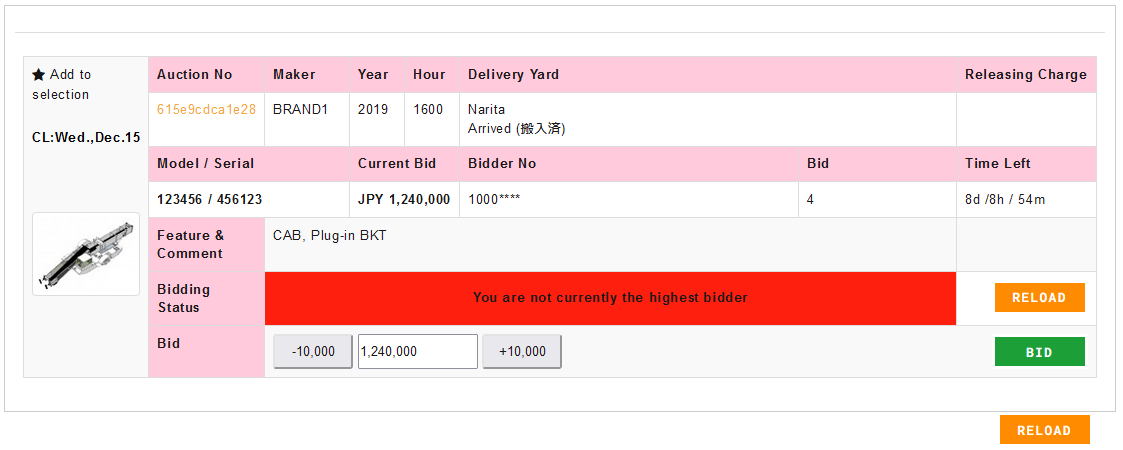 ★ Add to
selection
CL:Wed.,Dec.15
Auction No Maker Year Hour Delivery Yard Releasing Charge
615e9cdca1e28 BRAND1 2019 1600 Narita
Arrived (搬入済)
Model / Serial Current Bid Bidder No Bid Time Left
123456 / 456123 JPY 1,240,000 1000**** 4 8d /8h / 54m
Feature & CAB, Plug-in BKT
Comment
Bidding You are not currently the highest bidder RELOAD
Status
Bid -10,000 1,240,000 +10,000 BID
RELOAD